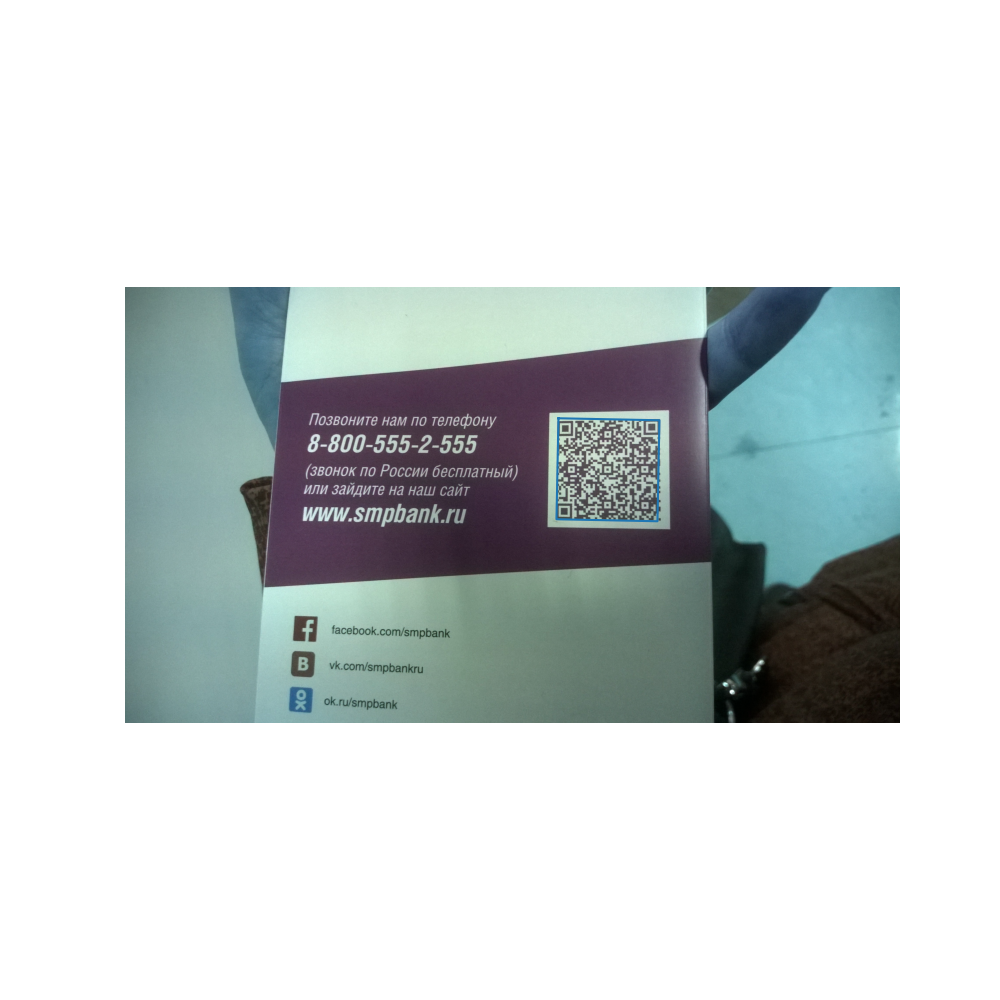 Позвоните нам по телефону
8-800-555-2-555
(звонок по России бесплатный)
или зайдите на наш сайт
www.smpbank.ru
facebook.com/smpbank
vk.com/smpbankru
ok.ru/smpbank